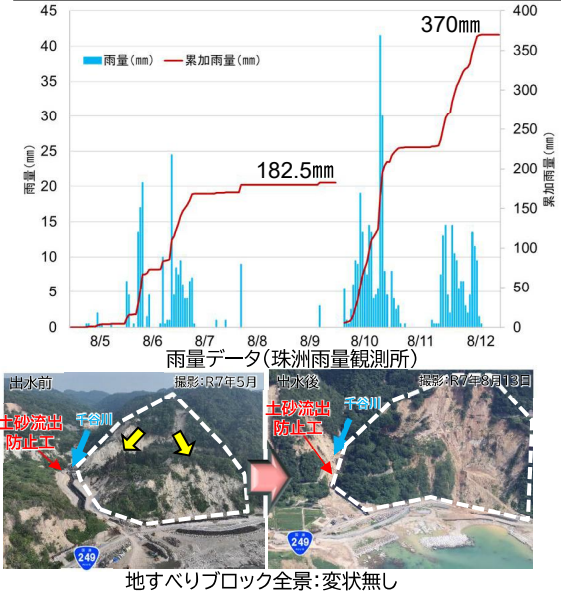 45
40
35
30
25
20
15
10
5
0
雨量(㎜)
400
350
300
250
200
150
100
50
0
累加雨量(㎜)
雨量(㎜) 累加雨量(㎜)
370㎜
182.5㎜
8/5 8/6 8/7 8/8 8/9 8/10 8/11 8/12
雨量データ(珠洲雨量観測所)
出水前 撮影:R7年5月
千谷川
土砂流出
防止工
国道
249
出水後 撮影:R7年8月13日
千谷川
土砂流出
防止工
国道
249
地すべりブロック全景:変状無し